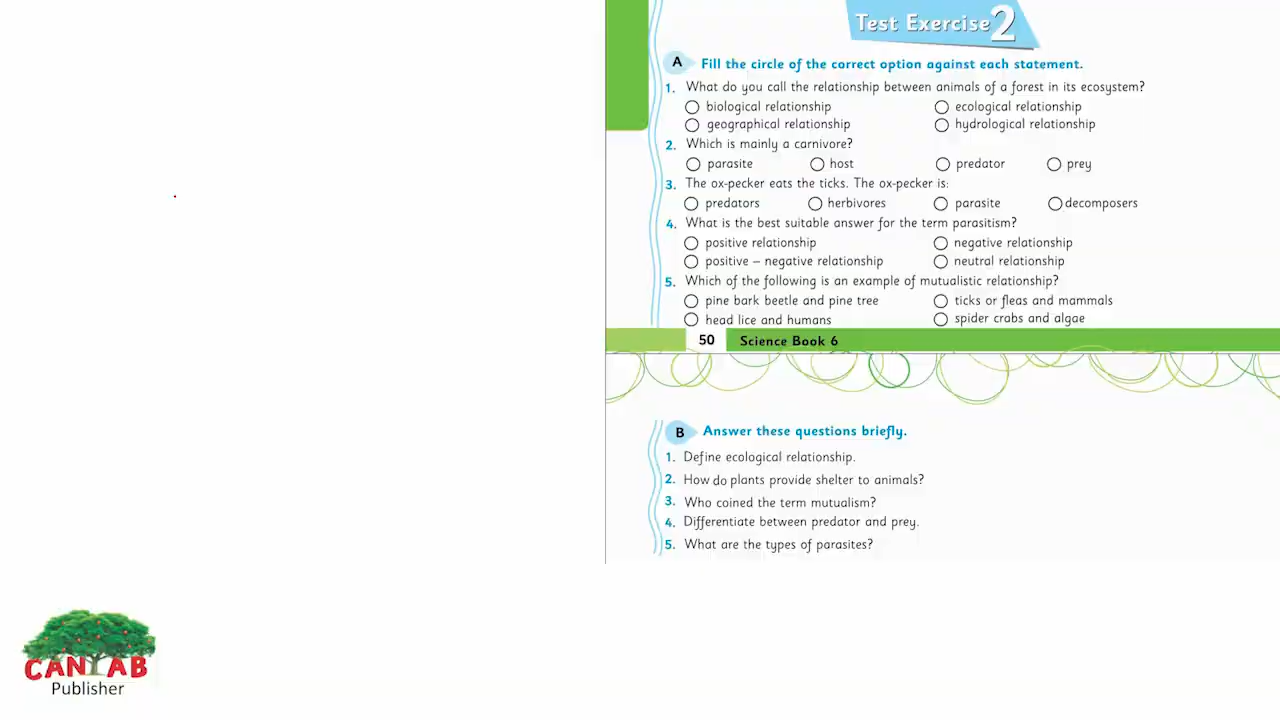 Test Exercise 2
A Fill the circle of the correct option against each statement.
1. What do you call the relationship between animals of a forest in its ecosystem?
biological relationship ecological relationship
geographical relationship hydrological relationship
2. Which is mainly a carnivore?
parasite host predator prey
3. The ox-pecker eats the ticks. The ox-pecker is:
predators herbivores parasite decomposers
4. What is the best suitable answer for the term parasitism?
positive relationship negative relationship
positive – negative relationship neutral relationship
5. Which of the following is an example of mutualistic relationship?
pine bark beetle and pine tree ticks or fleas and mammals
head lice and humans spider crabs and algae
50 Science Book 6
B Answer these questions briefly.
1. Define ecological relationship.
2. How do plants provide shelter to animals?
3. Who coined the term mutualism?
4. Differentiate between predator and prey.
5. What are the types of parasites?
CANTAB
Publisher